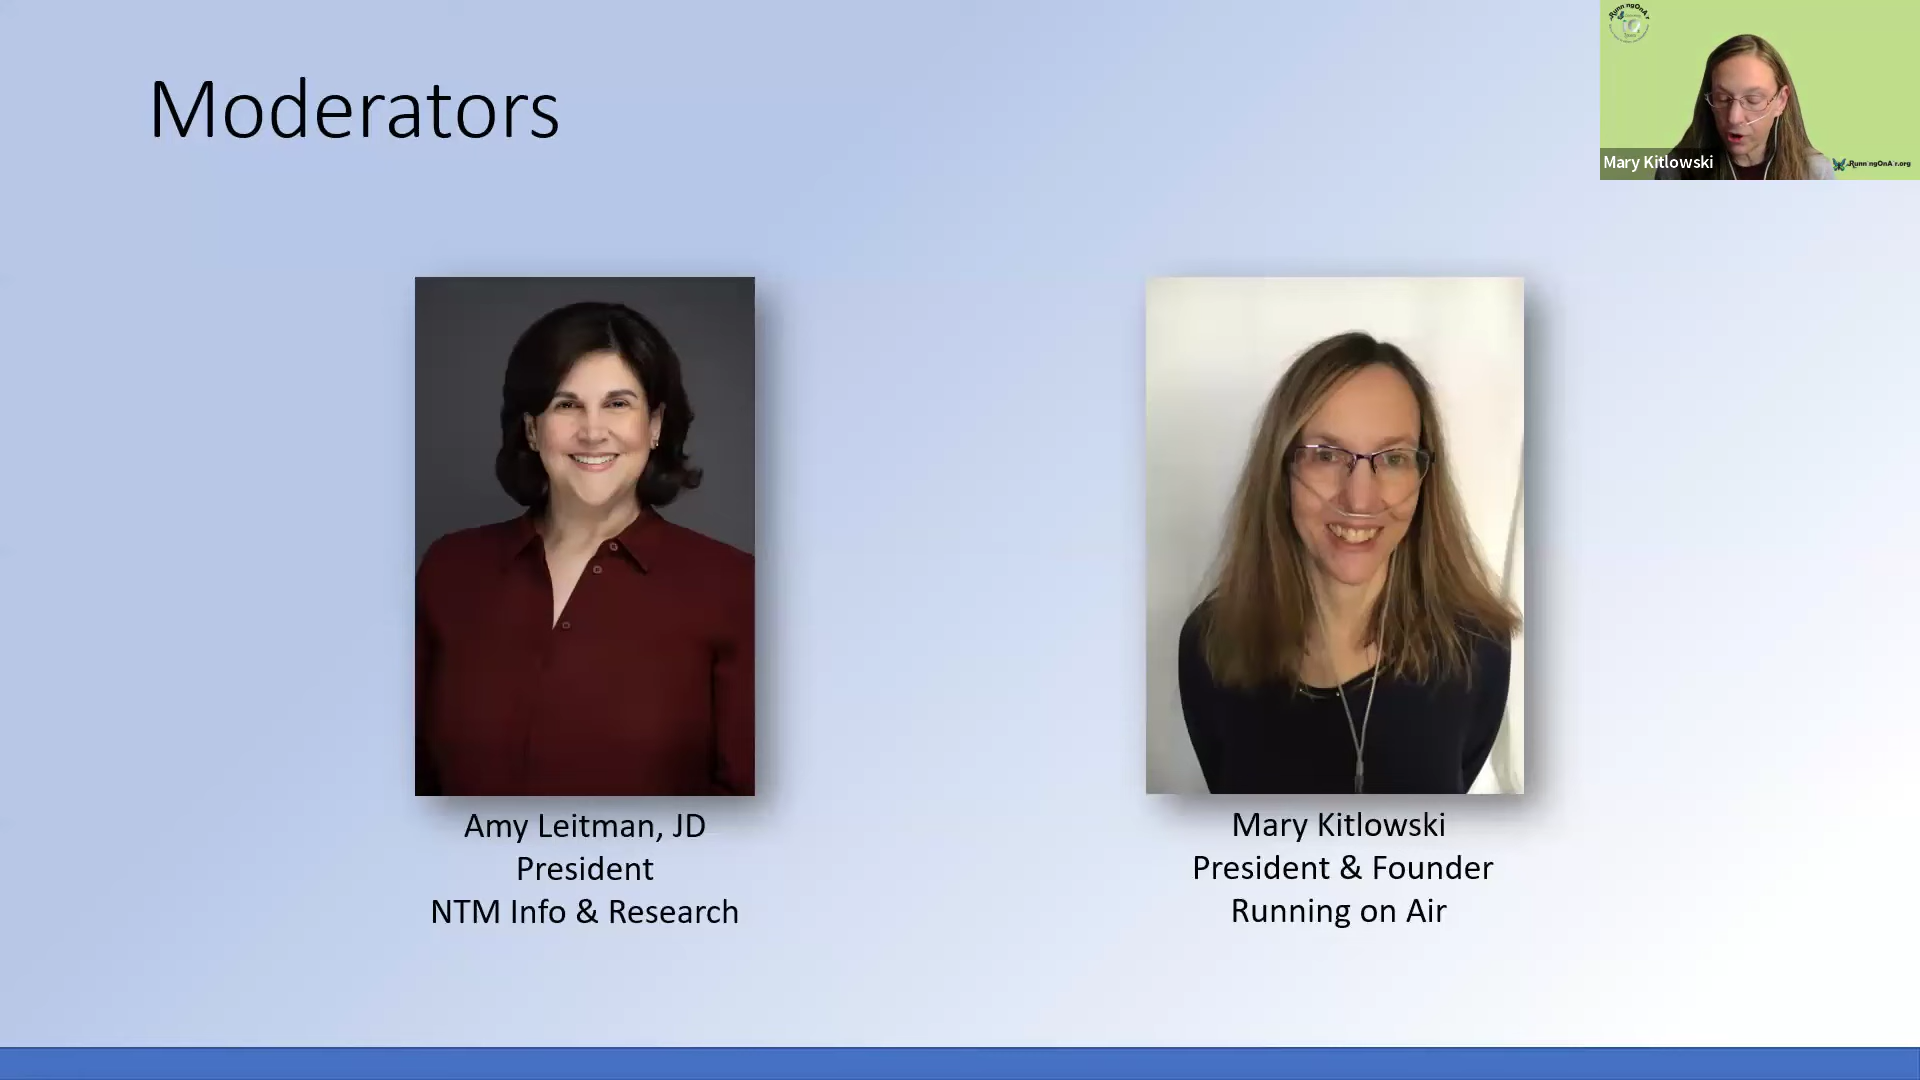 Moderators
Mary Kitlowski
Amy Leitman, JD
President
NTM Info & Research
Mary Kitlowski
President & Founder
Running on Air